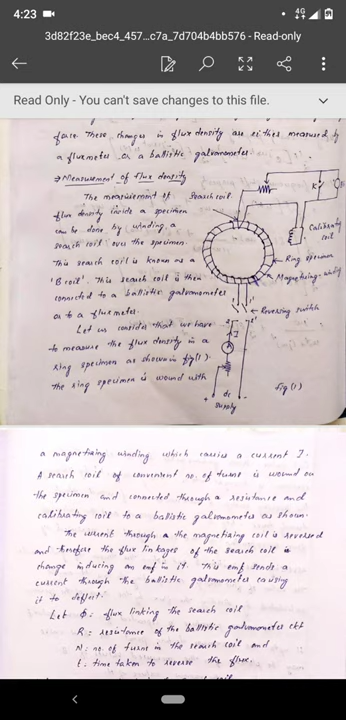 4:23
4G
3d82f23e_bec4_457...c7a_7d704b4bb576 - Read-only
Read Only - You can't save changes to this file.
force. These changes in flux density are either measured by
a fluxmeter or a ballistic galvanometer.
→ Measurement of flux density
The measurement of
flux density inside a specimen
can be done by winding a
search coil over the specimen.
This search coil is known as a
'B coil'. This search coil is then
connected to a ballistic galvanometer
or to a fluxmeter.
Let us consider that we have
to measure the flux density in a
ring specimen as shown in fig(1).
The ring specimen is wound with
Search coil
K
Calibrating
coil
Ring specimen
Magnetizing winding
1 1'
Reversing switch
2 2'
I
A
+ dc -
supply
fig (1)
a magnetizing winding which carries a current I.
A search coil of convenient no. of turns is wound on
the specimen and connected through a resistance and
calibrating coil to a ballistic galvanometer as shown.
The current through a the magnetizing coil is reversed
and therefore the flux linkages of the search coil is
change inducing an emf in it. This emf sends a
current through the ballistic galvanometer causing
it to deflect.
Let Φ: flux linking the search coil
R: resistance of the ballistic galvanometer ckt
N: no. of turns in the search coil and
t: time taken to reverse the flux.